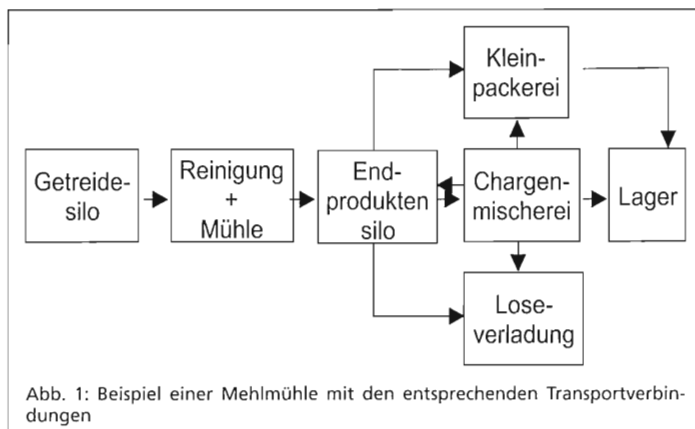 Klein-
packerei
Getreide-
silo
Reinigung
+
Mühle
End-
produkten
silo
Chargen-
mischerei
Lager
Lose-
verladung
Abb. 1: Beispiel einer Mehlmühle mit den entsprechenden Transportverbin-
dungen